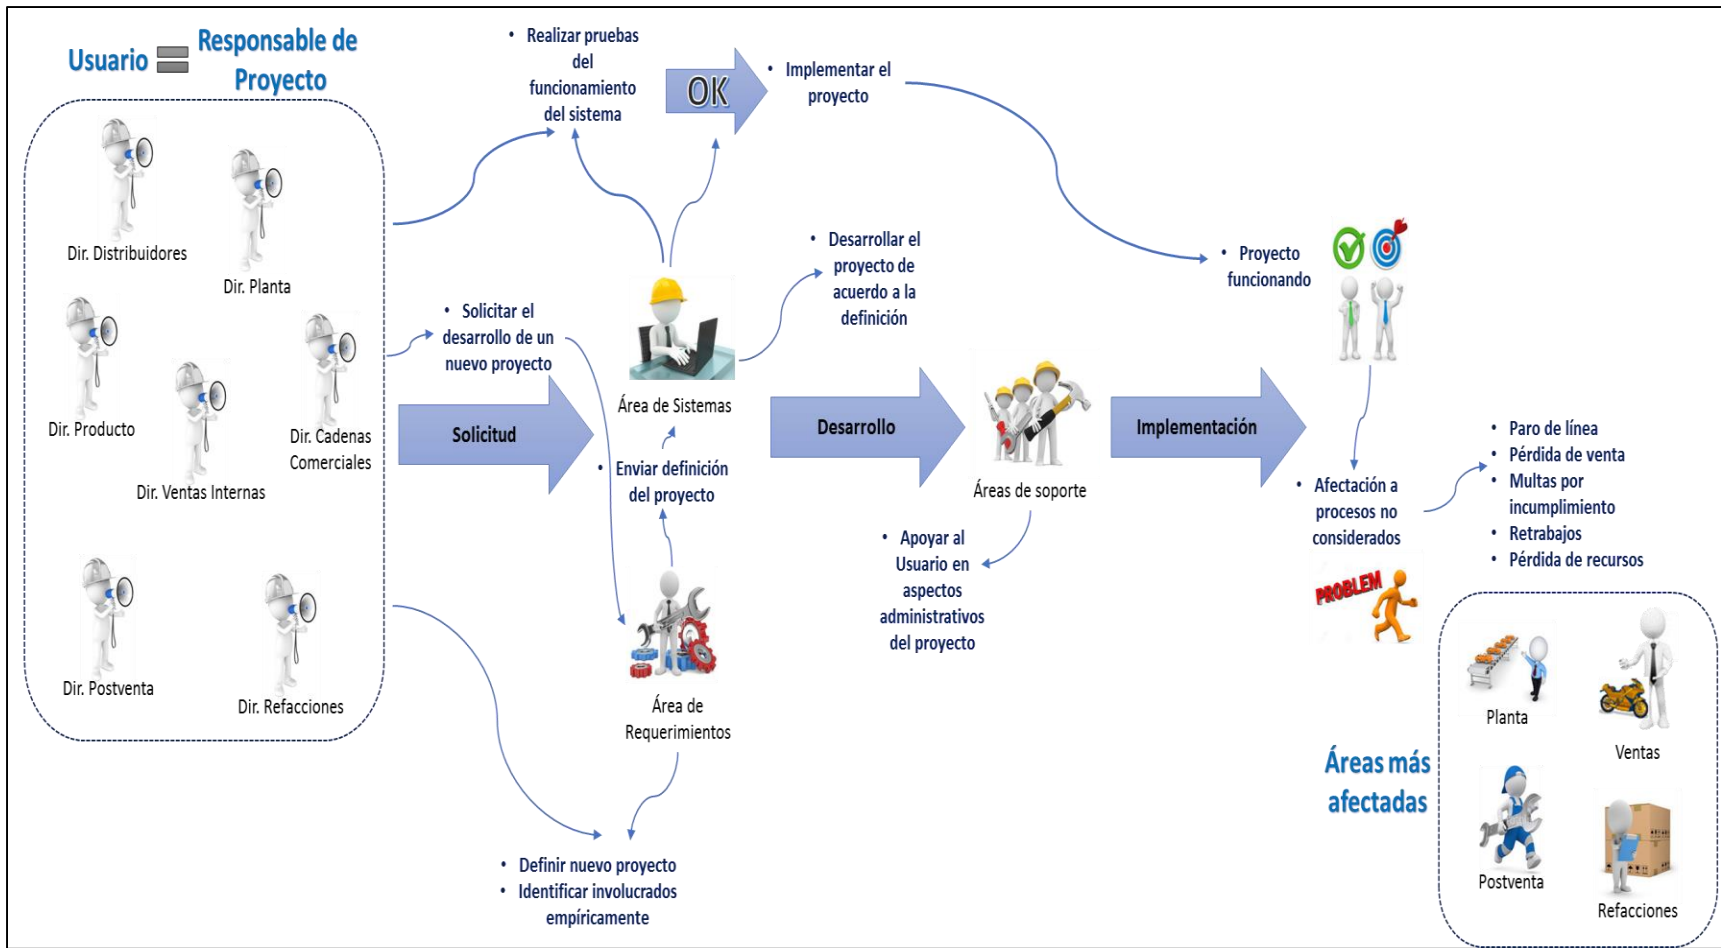 Usuario
Responsable de
Proyecto
Dir. Distribuidores
Dir. Planta
Dir. Producto
Dir. Cadenas
Comerciales
Dir. Ventas Internas
Dir. Postventa
Dir. Refacciones
• Realizar pruebas
del
funcionamiento
del sistema
OK
• Implementar el
proyecto
• Solicitar el
desarrollo de un
nuevo proyecto
Solicitud
Área de Sistemas
• Enviar definición
del proyecto
Área de
Requerimientos
• Definir nuevo proyecto
• Identificar involucrados
empíricamente
• Desarrollar el
proyecto de
acuerdo a la
definición
Desarrollo
Áreas de soporte
• Apoyar al
Usuario en
aspectos
administrativos
del proyecto
Implementación
• Proyecto
funcionando
• Afectación a
procesos no
considerados
PROBLEM
• Paro de línea
• Pérdida de venta
• Multas por
incumplimiento
• Retrabajos
• Pérdida de recursos
Áreas más
afectadas
Planta
Ventas
Postventa
Refacciones